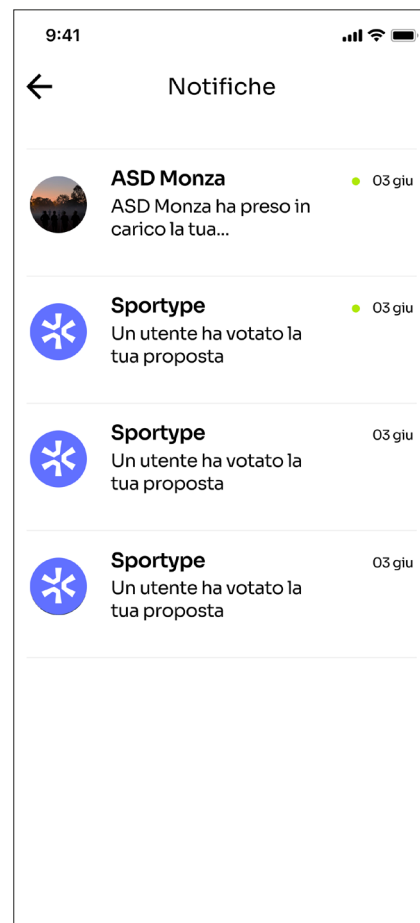 9:41
Notifiche
ASD Monza
03 giu
ASD Monza ha preso in
carico la tua...
Sportype
03 giu
Un utente ha votato la
tua proposta
Sportype
03 giu
Un utente ha votato la
tua proposta
Sportype
03 giu
Un utente ha votato la
tua proposta